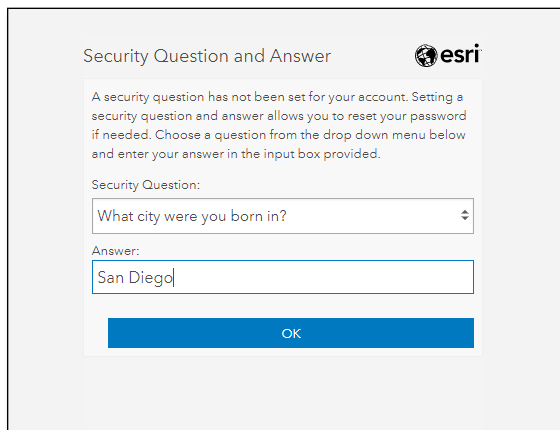 Security Question and Answer
esri
A security question has not been set for your account. Setting a
security question and answer allows you to reset your password
if needed. Choose a question from the drop down menu below
and enter your answer in the input box provided.
Security Question:
What city were you born in?
Answer:
San Diego
OK